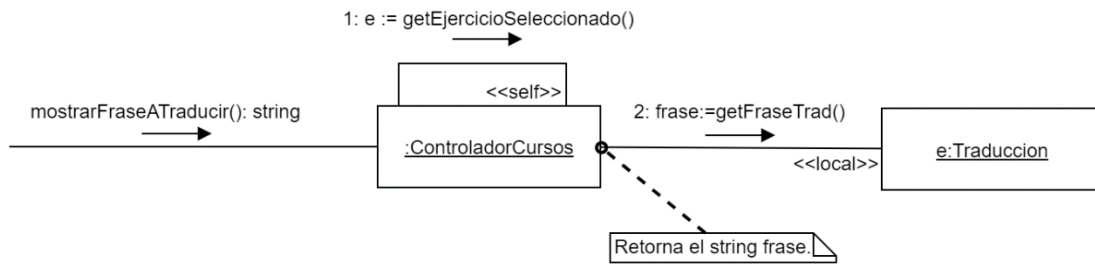 1: e := getEjercicioSeleccionado()
<<self>>
mostrarFraseATraducir(): string
2: frase:=getFraseTrad()
:ControladorCursos
e:Traduccion
<<local>>
Retorna el string frase.